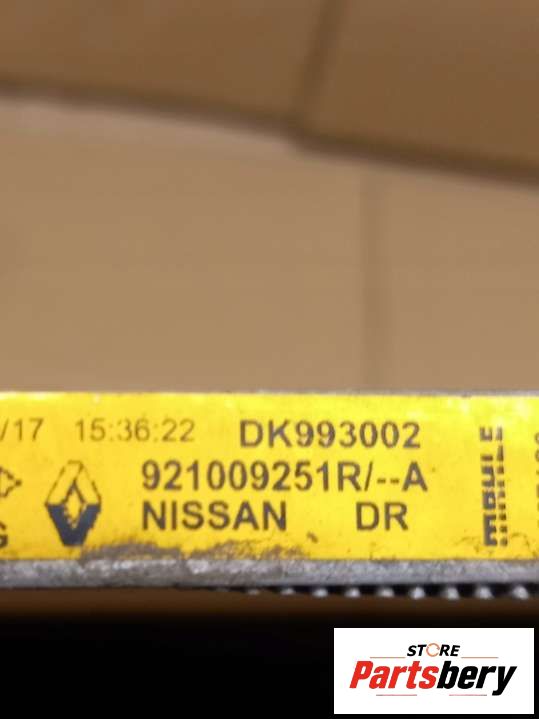 /17 15:36:22 DK993002
921009251R/--A
NISSAN DR
MAHLE
STORE
Partsbery